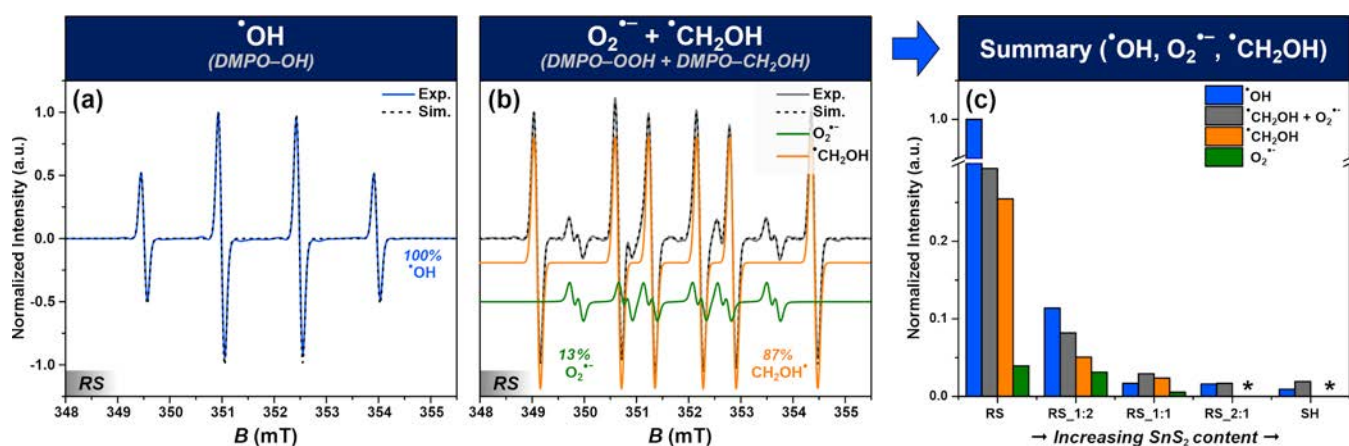 •OH
(DMPO–OH)
O₂•− + •CH₂OH
(DMPO–OOH + DMPO–CH₂OH)
Summary (•OH, O₂•−, •CH₂OH)
(a)
Exp.
Sim.
Normalized Intensity (a.u.)
1.0
0.5
0.0
-0.5
-1.0
100%
•OH
RS
348 349 350 351 352 353 354 355
B (mT)
(b)
Exp.
Sim.
O₂•−
•CH₂OH
13%
O₂•−
87%
CH₂OH•
RS
348 349 350 351 352 353 354 355
B (mT)
(c)
•OH
•CH₂OH + O₂•−
•CH₂OH
O₂•−
Normalized Intensity (a.u.)
1.0
0.2
0.1
0.0
* *
RS RS_1:2 RS_1:1 RS_2:1 SH
→ Increasing SnS₂ content →